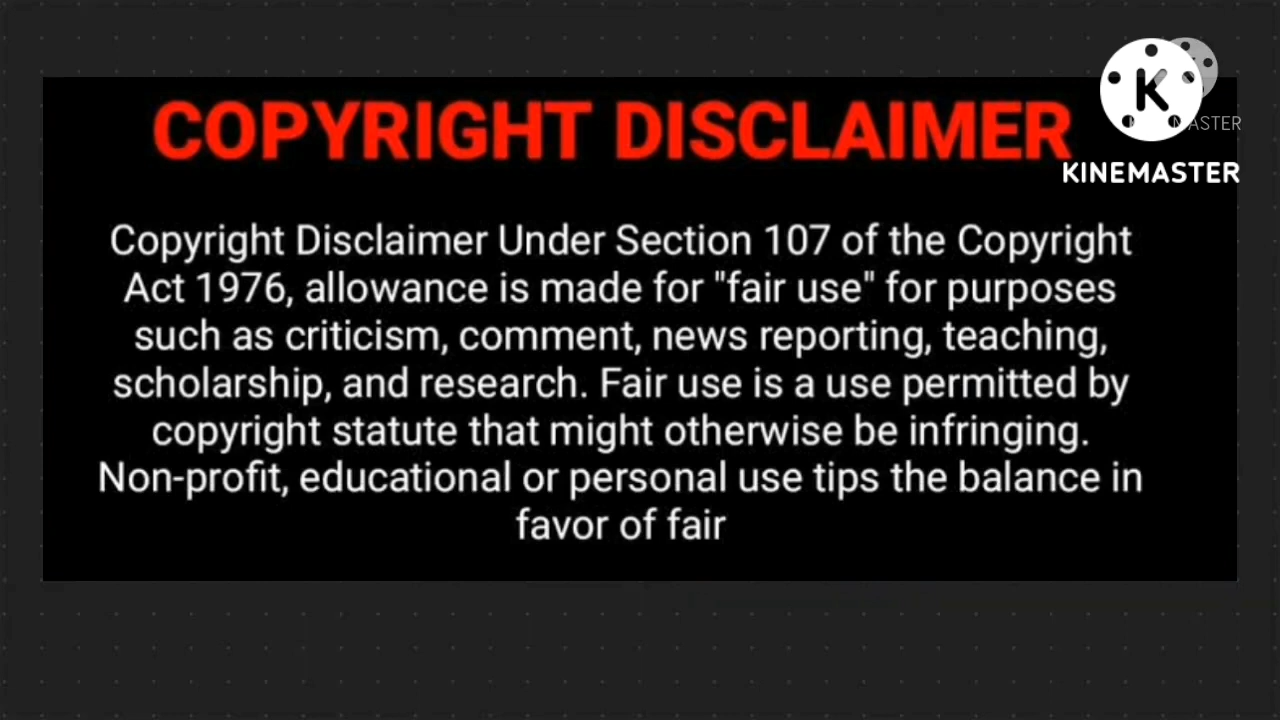 COPYRIGHT DISCLAIMER
K
MASTER
KINEMASTER
Copyright Disclaimer Under Section 107 of the Copyright
Act 1976, allowance is made for "fair use" for purposes
such as criticism, comment, news reporting, teaching,
scholarship, and research. Fair use is a use permitted by
copyright statute that might otherwise be infringing.
Non-profit, educational or personal use tips the balance in
favor of fair